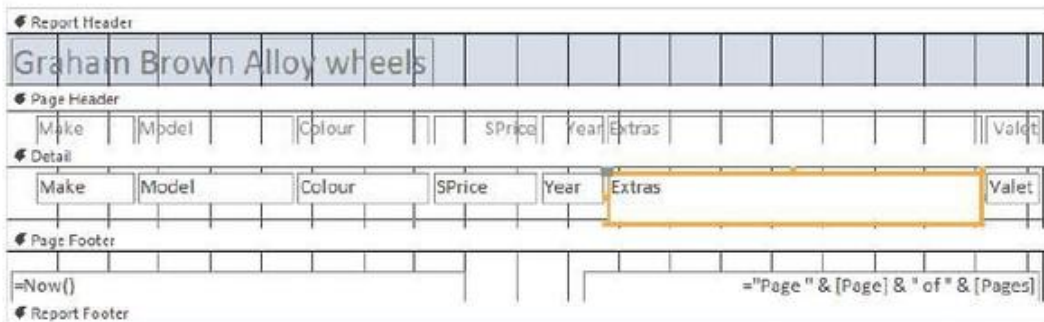 Report Header
Graham Brown Alloy wheels
Page Header
Make Model Colour SPrice Year Extras Valet
Detail
Make Model Colour SPrice Year Extras Valet
Page Footer
=Now() ="Page " & [Page] & " of " & [Pages]
Report Footer